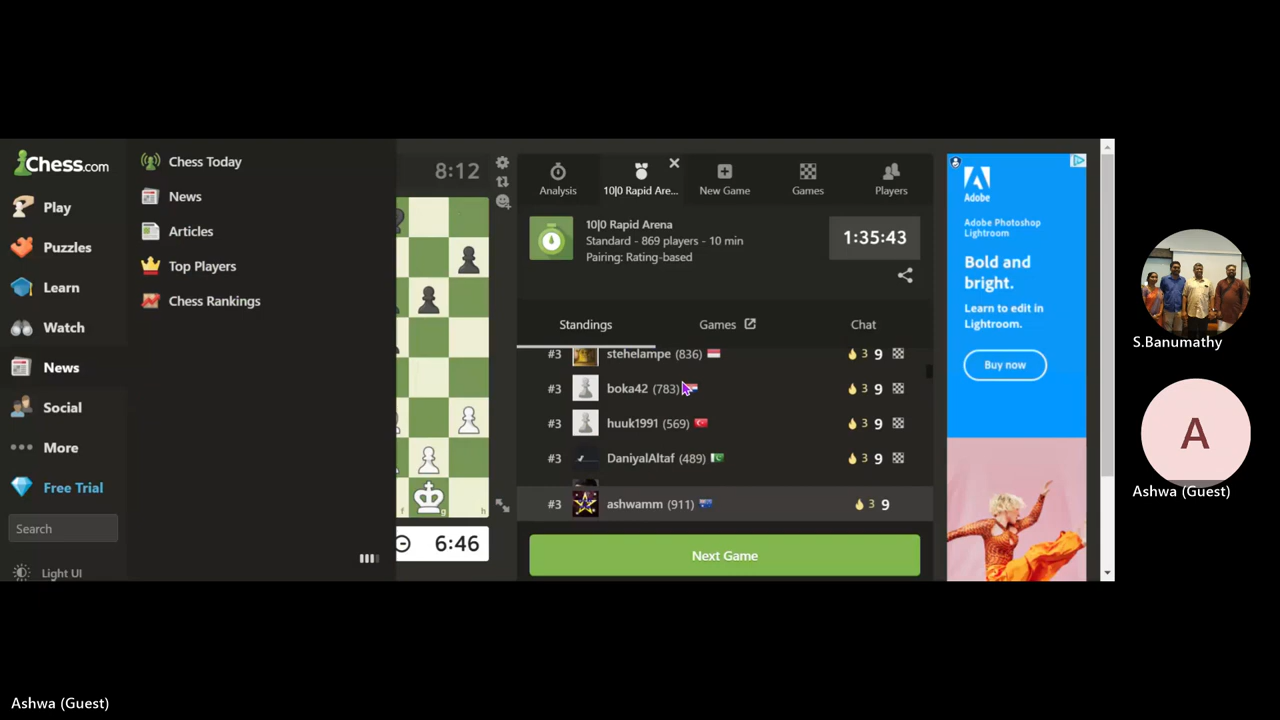 Chess.com
Play
Puzzles
Learn
Watch
News
Social
More
Free Trial
Search
Light UI
Chess Today
News
Articles
Top Players
Chess Rankings
8:12
f g h
6:46
Analysis
10|0 Rapid Are...
New Game
Games
Players
10|0 Rapid Arena
Standard - 869 players - 10 min
Pairing: Rating-based
1:35:43
Standings Games Chat
#3 stehelampe (836) 3 9
#3 boka42 (783) 3 9
#3 huuk1991 (569) 3 9
#3 DaniyalAltaf (489) 3 9
#3 ashwamm (911) 3 9
Next Game
Adobe
Adobe Photoshop
Lightroom
Bold and
bright.
Learn to edit in
Lightroom.
Buy now
S.Banumathy
A
Ashwa (Guest)
Ashwa (Guest)